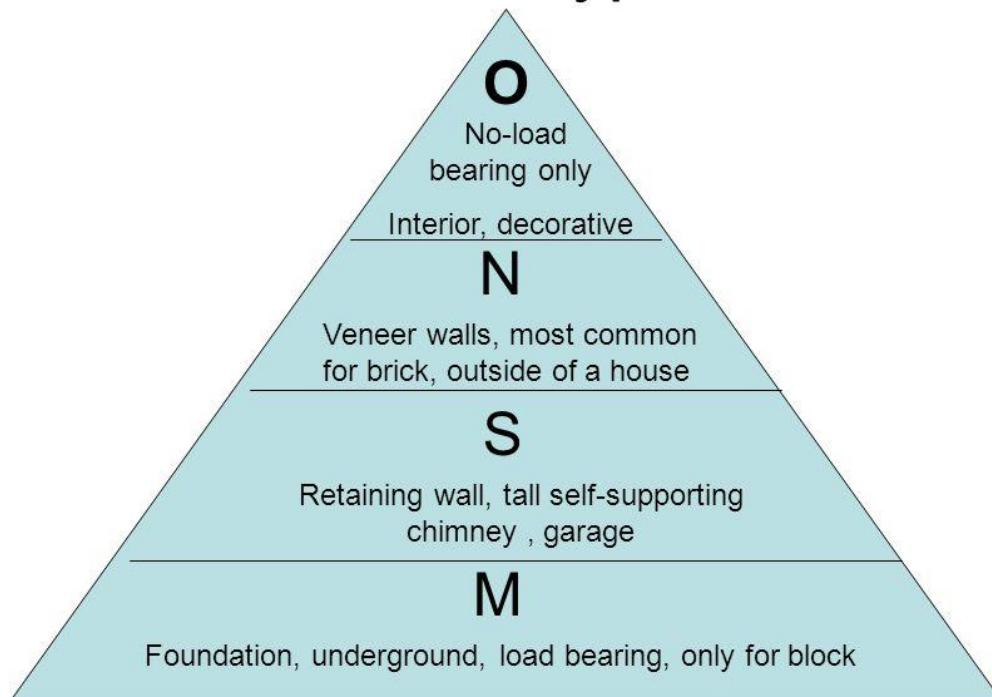 O
No-load
bearing only
Interior, decorative
N
Veneer walls, most common
for brick, outside of a house
S
Retaining wall, tall self-supporting
chimney , garage
M
Foundation, underground, load bearing, only for block